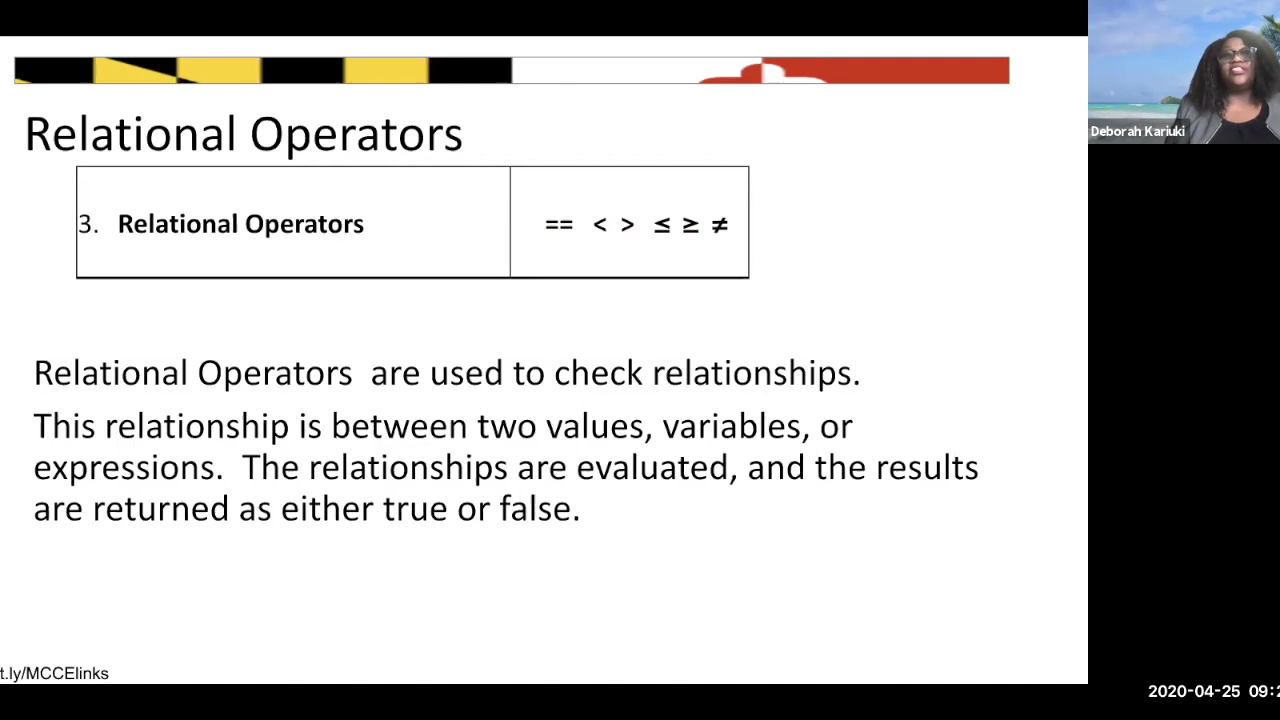 Relational Operators
3. Relational Operators == < > ≤ ≥ ≠
Relational Operators are used to check relationships.
This relationship is between two values, variables, or
expressions. The relationships are evaluated, and the results
are returned as either true or false.
t.ly/MCCElinks
Deborah Kariuki
2020-04-25 09:2